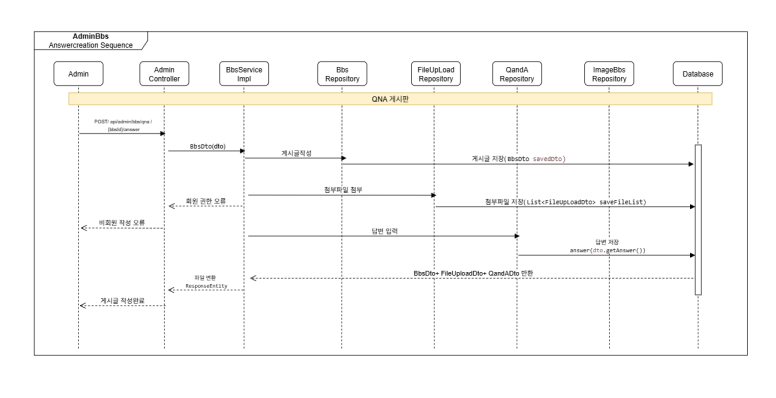 AdminBbs
Answercreation Sequence
Admin
Admin
Controller
BbsService
Impl
Bbs
Repository
FileUpLoad
Repository
QandA
Repository
ImageBbs
Repository
Database
QNA 게시판
POST/ api/admin/bbs/qna /
{bbsId}/answer
BbsDto(dto)
게시글작성
게시글 저장(BbsDto savedDto)
첨부파일 첨부
회원 권한 오류
첨부파일 저장(List<FileUpLoadDto> saveFileList)
비회원 작성 오류
답변 입력
답변 저장
answer(dto.getAnswer())
BbsDto+ FileUploadDto+ QandADto 반환
파일 변환
ResponseEntity
게시글 작성완료